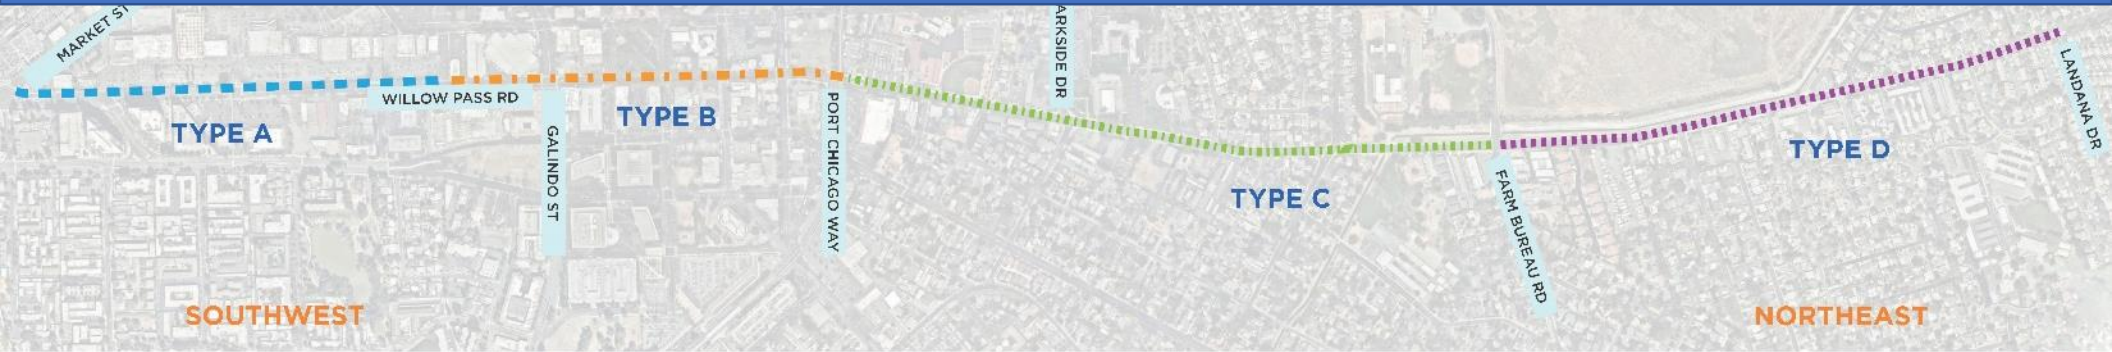 MARKET ST
ARKSIDE DR
WILLOW PASS RD
TYPE A
TYPE B
GALINDO ST
PORT CHICAGO WAY
TYPE C
FARM BUREAU RD
TYPE D
LANDANA DR
SOUTHWEST
NORTHEAST